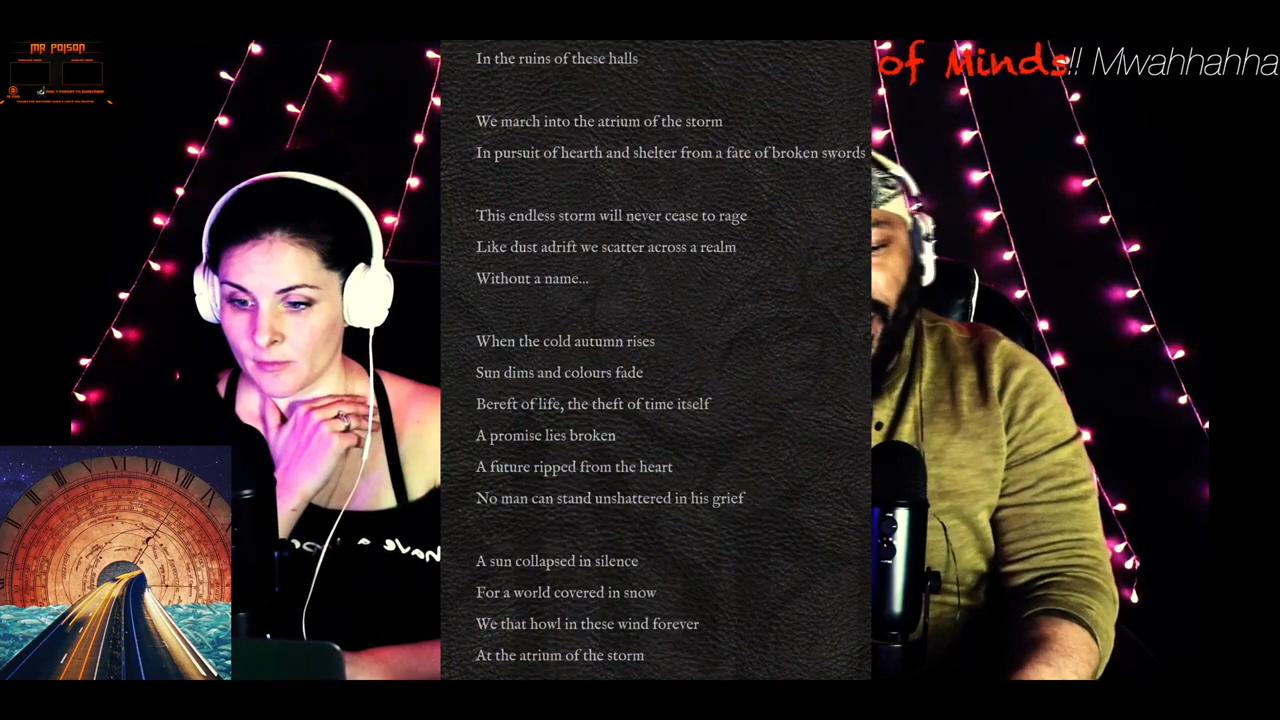 MR POISON
of Minds!! Mwahhahha
In the ruins of these halls
We march into the atrium of the storm
In pursuit of hearth and shelter from a fate of broken swords
This endless storm will never cease to rage
Like dust adrift we scatter across a realm
Without a name...
When the cold autumn rises
Sun dims and colours fade
Bereft of life, the theft of time itself
A promise lies broken
A future ripped from the heart
No man can stand unshattered in his grief
A sun collapsed in silence
For a world covered in snow
We that howl in these wind forever
At the atrium of the storm
have a